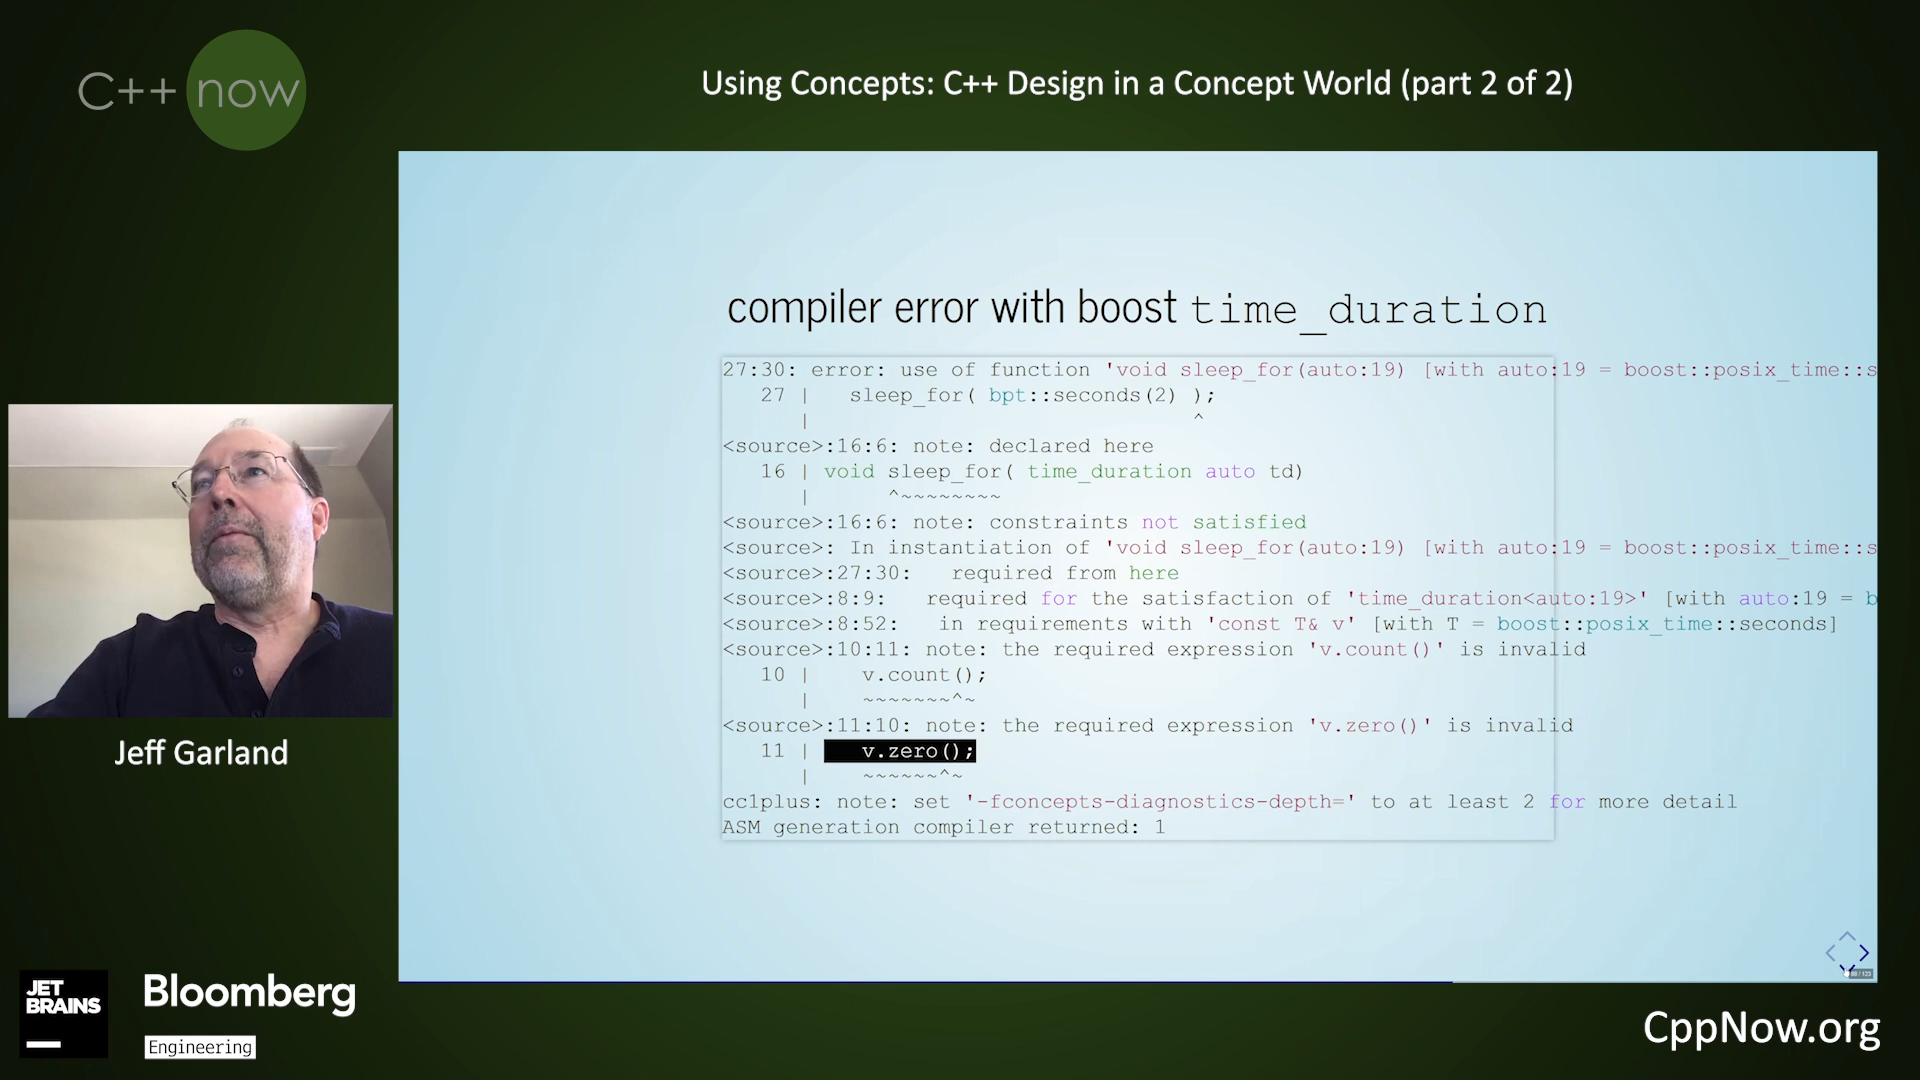 C++ now
Using Concepts: C++ Design in a Concept World (part 2 of 2)
compiler error with boost time_duration
27:30: error: use of function 'void sleep_for(auto:19) [with auto:19 = boost::posix_time::s
27 | sleep_for( bpt::seconds(2) );
| ^
<source>:16:6: note: declared here
16 | void sleep_for( time_duration auto td)
| ^~~~~~~~~
<source>:16:6: note: constraints not satisfied
<source>: In instantiation of 'void sleep_for(auto:19) [with auto:19 = boost::posix_time::s
<source>:27:30: required from here
<source>:8:9: required for the satisfaction of 'time_duration<auto:19>' [with auto:19 = b
<source>:8:52: in requirements with 'const T& v' [with T = boost::posix_time::seconds]
<source>:10:11: note: the required expression 'v.count()' is invalid
10 | v.count();
| ~~~~~~~^~
<source>:11:10: note: the required expression 'v.zero()' is invalid
11 | v.zero();
| ~~~~~~^~
cc1plus: note: set '-fconcepts-diagnostics-depth=' to at least 2 for more detail
ASM generation compiler returned: 1
Jeff Garland
JET
BRAINS
Bloomberg
Engineering
CppNow.org